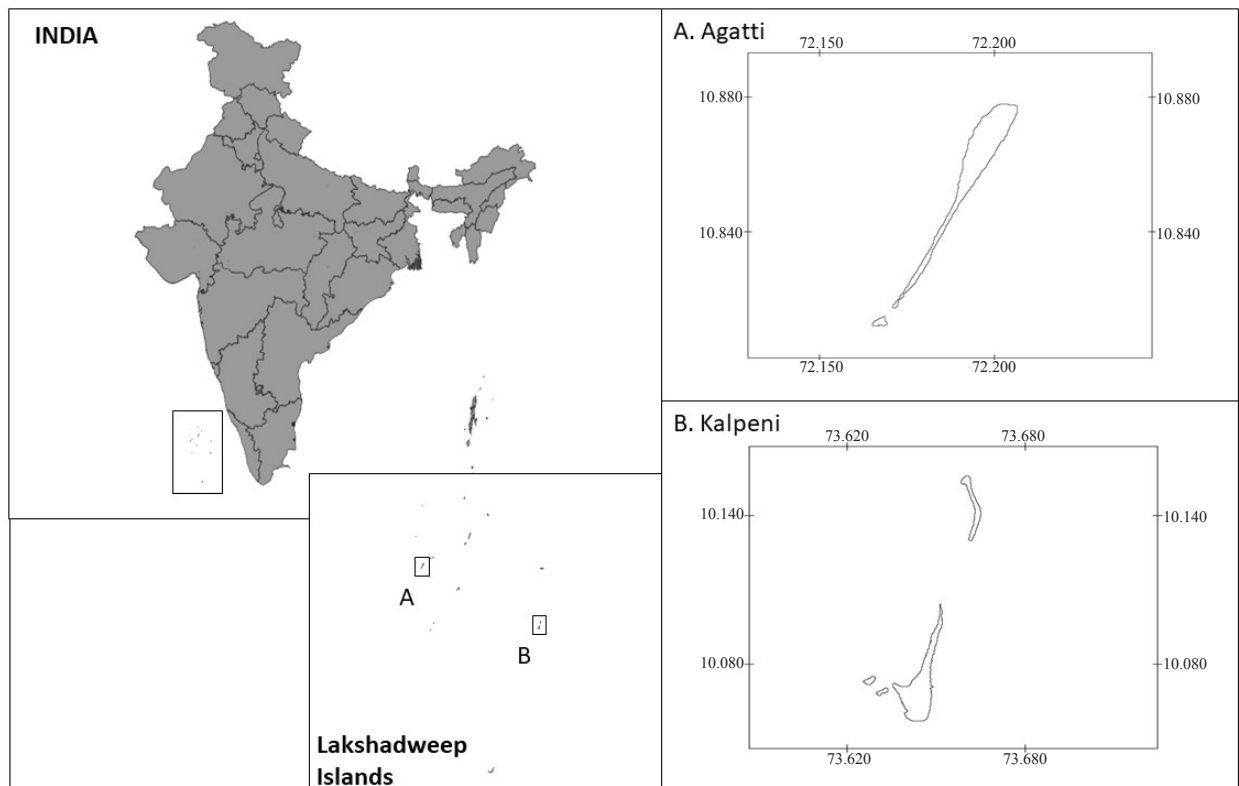 INDIA
A
B
Lakshadweep
Islands
A. Agatti
72.150 72.200
10.880 10.880
10.840 10.840
72.150 72.200
B. Kalpeni
73.620 73.680
10.140 10.140
10.080 10.080
73.620 73.680